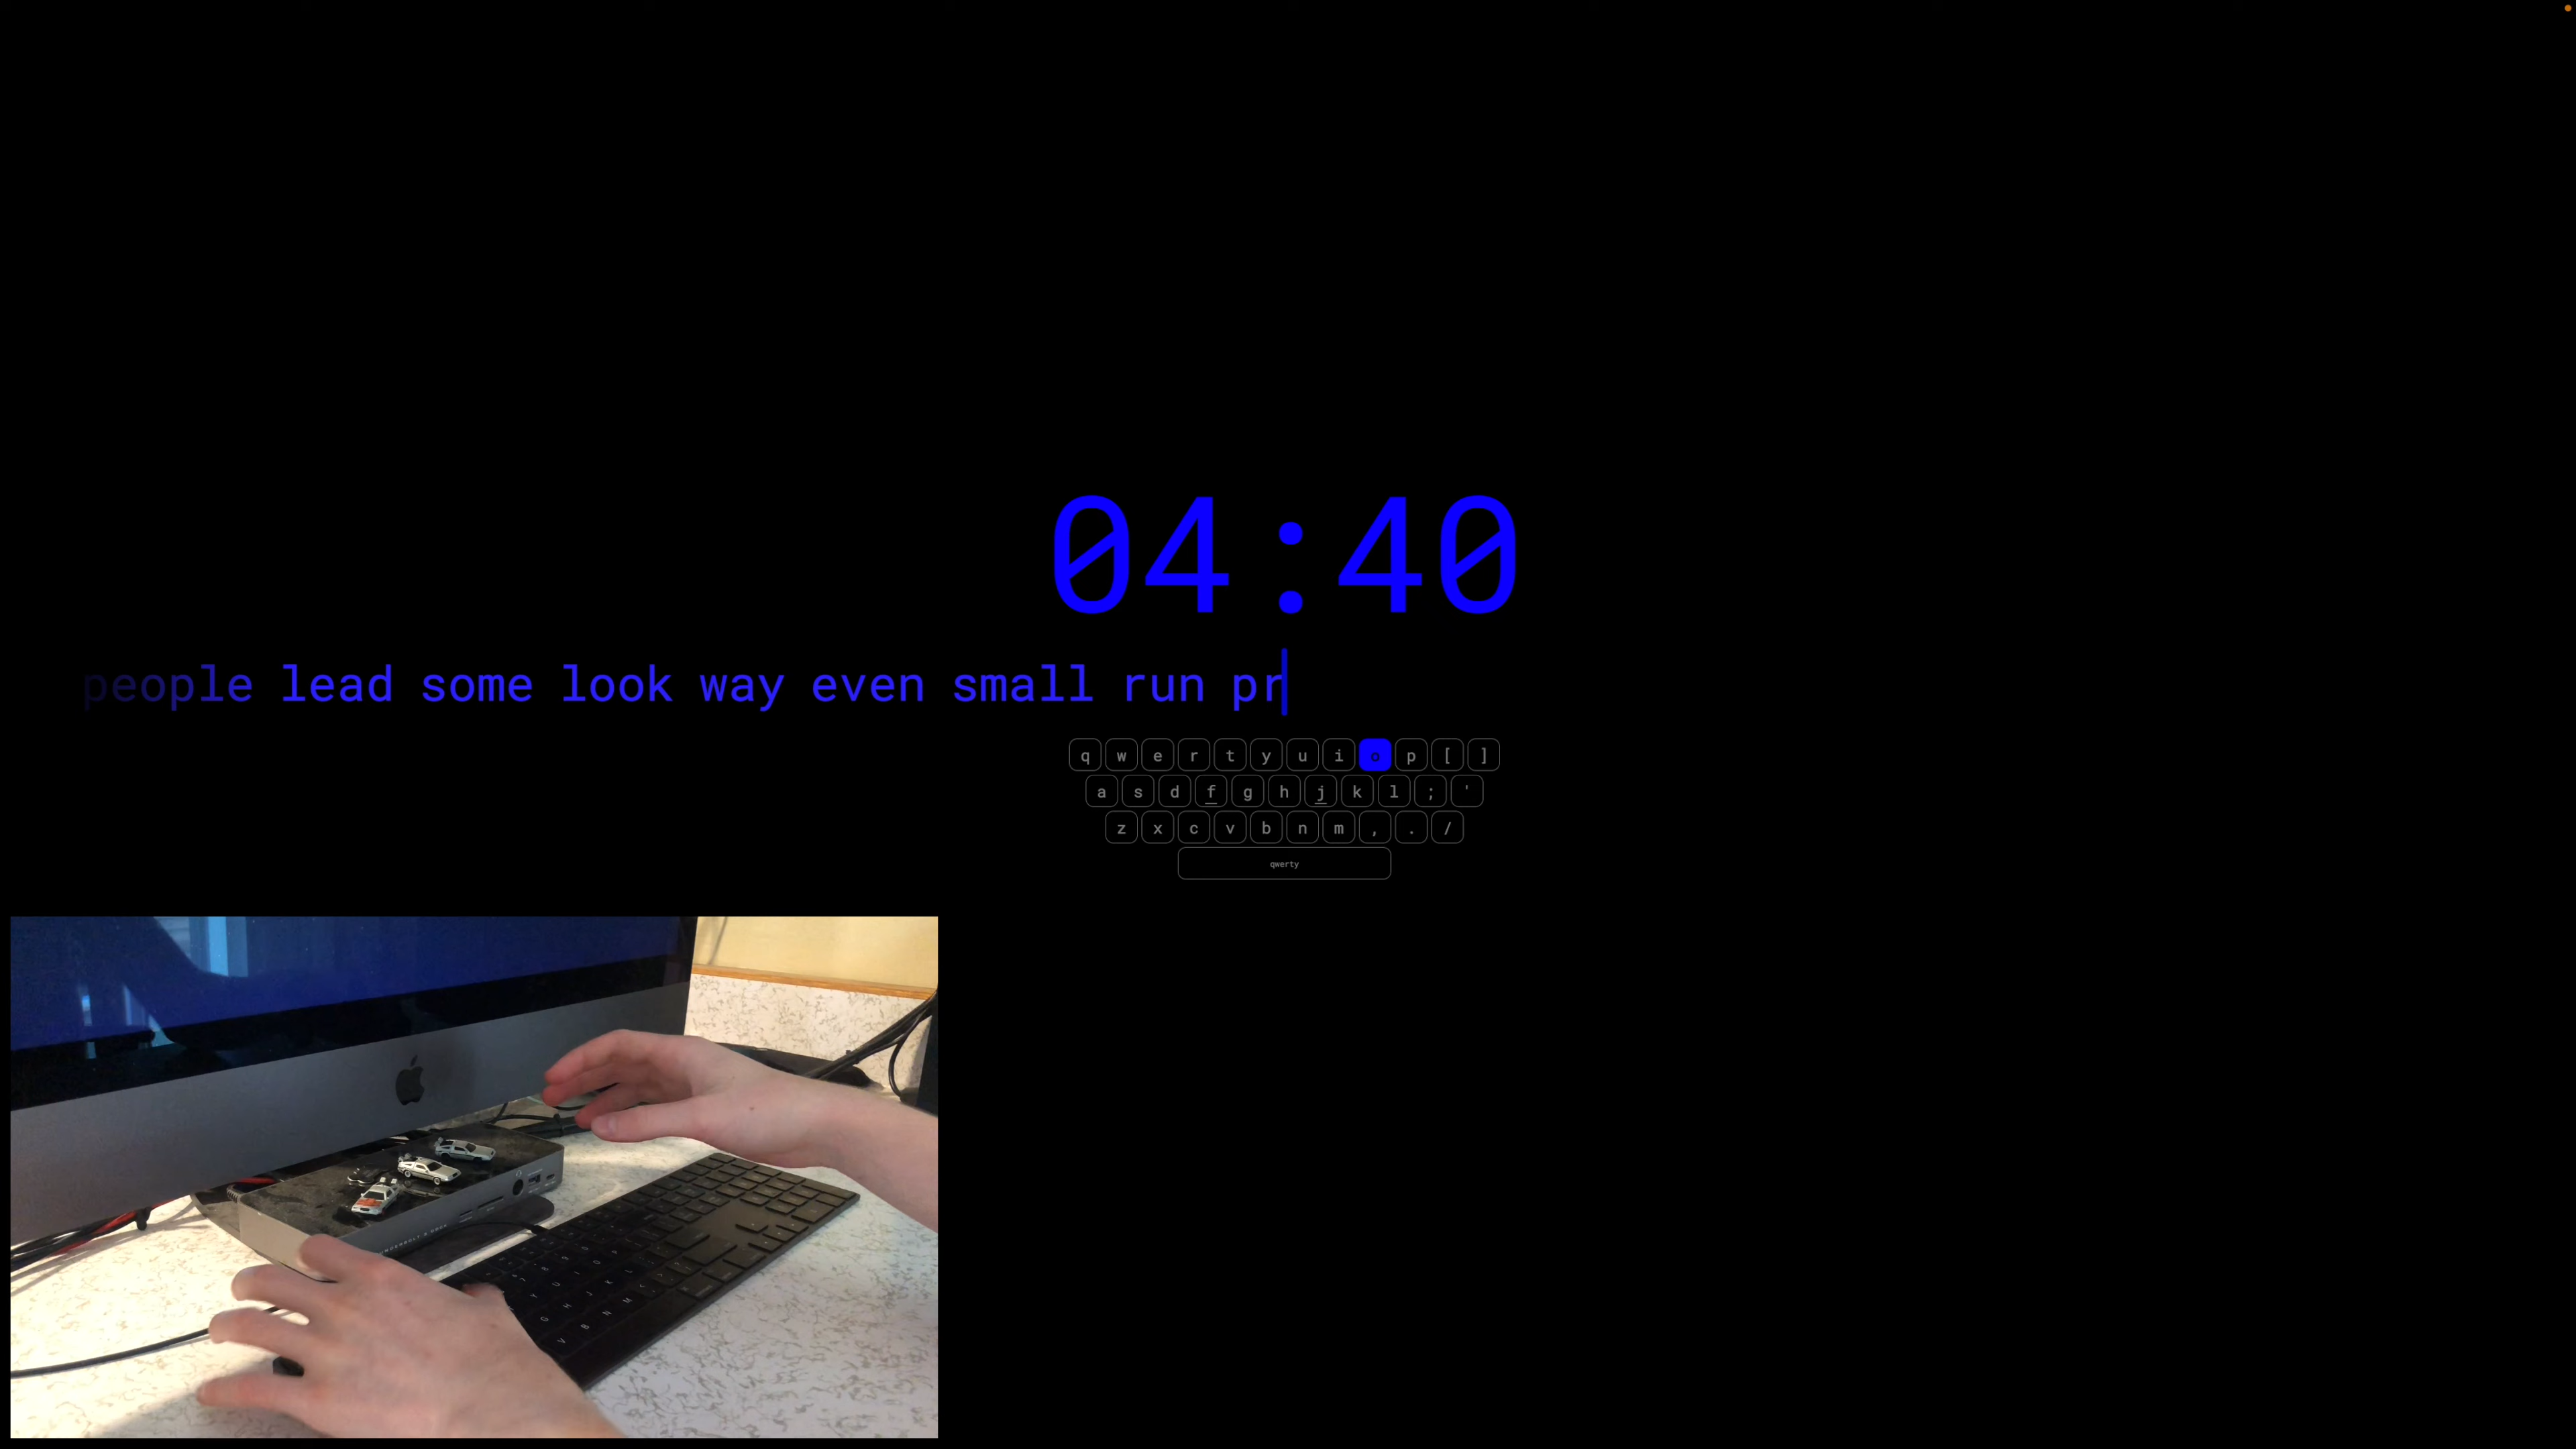 04:40
people lead some look way even small run pr
q w e r t y u i o p [ ]
a s d f g h j k l ; '
z x c v b n m , . /
qwerty